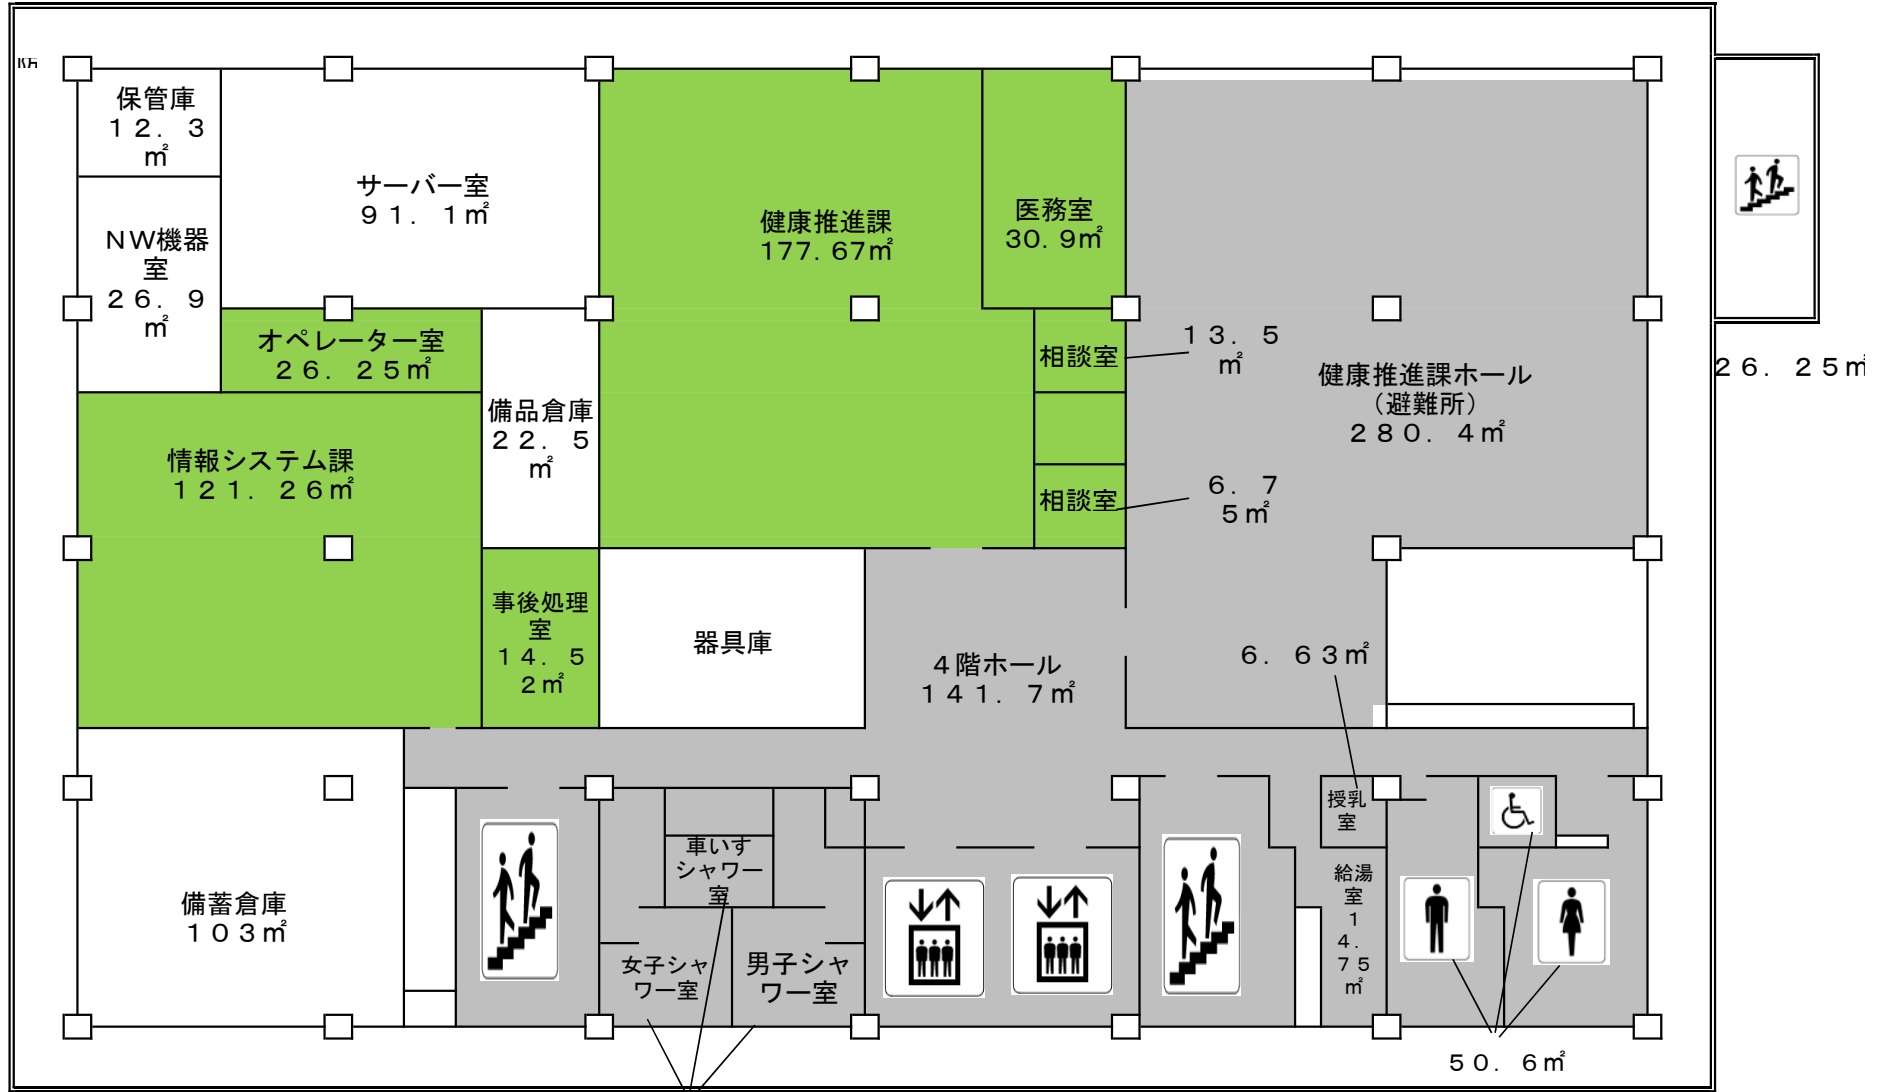 保管庫
１２．３
㎡
サーバー室
９１．１㎡
健康推進課
177．67㎡
医務室
30．9㎡
ＮＷ機器
室
２６．９
㎡
オペレーター室
２６．２５㎡
備品倉庫
２２．５
㎡
相談室
１３．５
㎡
健康推進課ホール
（避難所）
２８０．４㎡
２６．２５㎡
情報システム課
１２１．２６㎡
相談室
６．７
５㎡
事後処理
室
１４．５
２㎡
器具庫
４階ホール
１４１．７㎡
６．６３㎡
授乳
室
車いす
シャワー
室
給湯
室
１
４．
７５
㎡
備蓄倉庫
１０３㎡
女子シャ
ワー室
男子シャ
ワー室
５０．６㎡